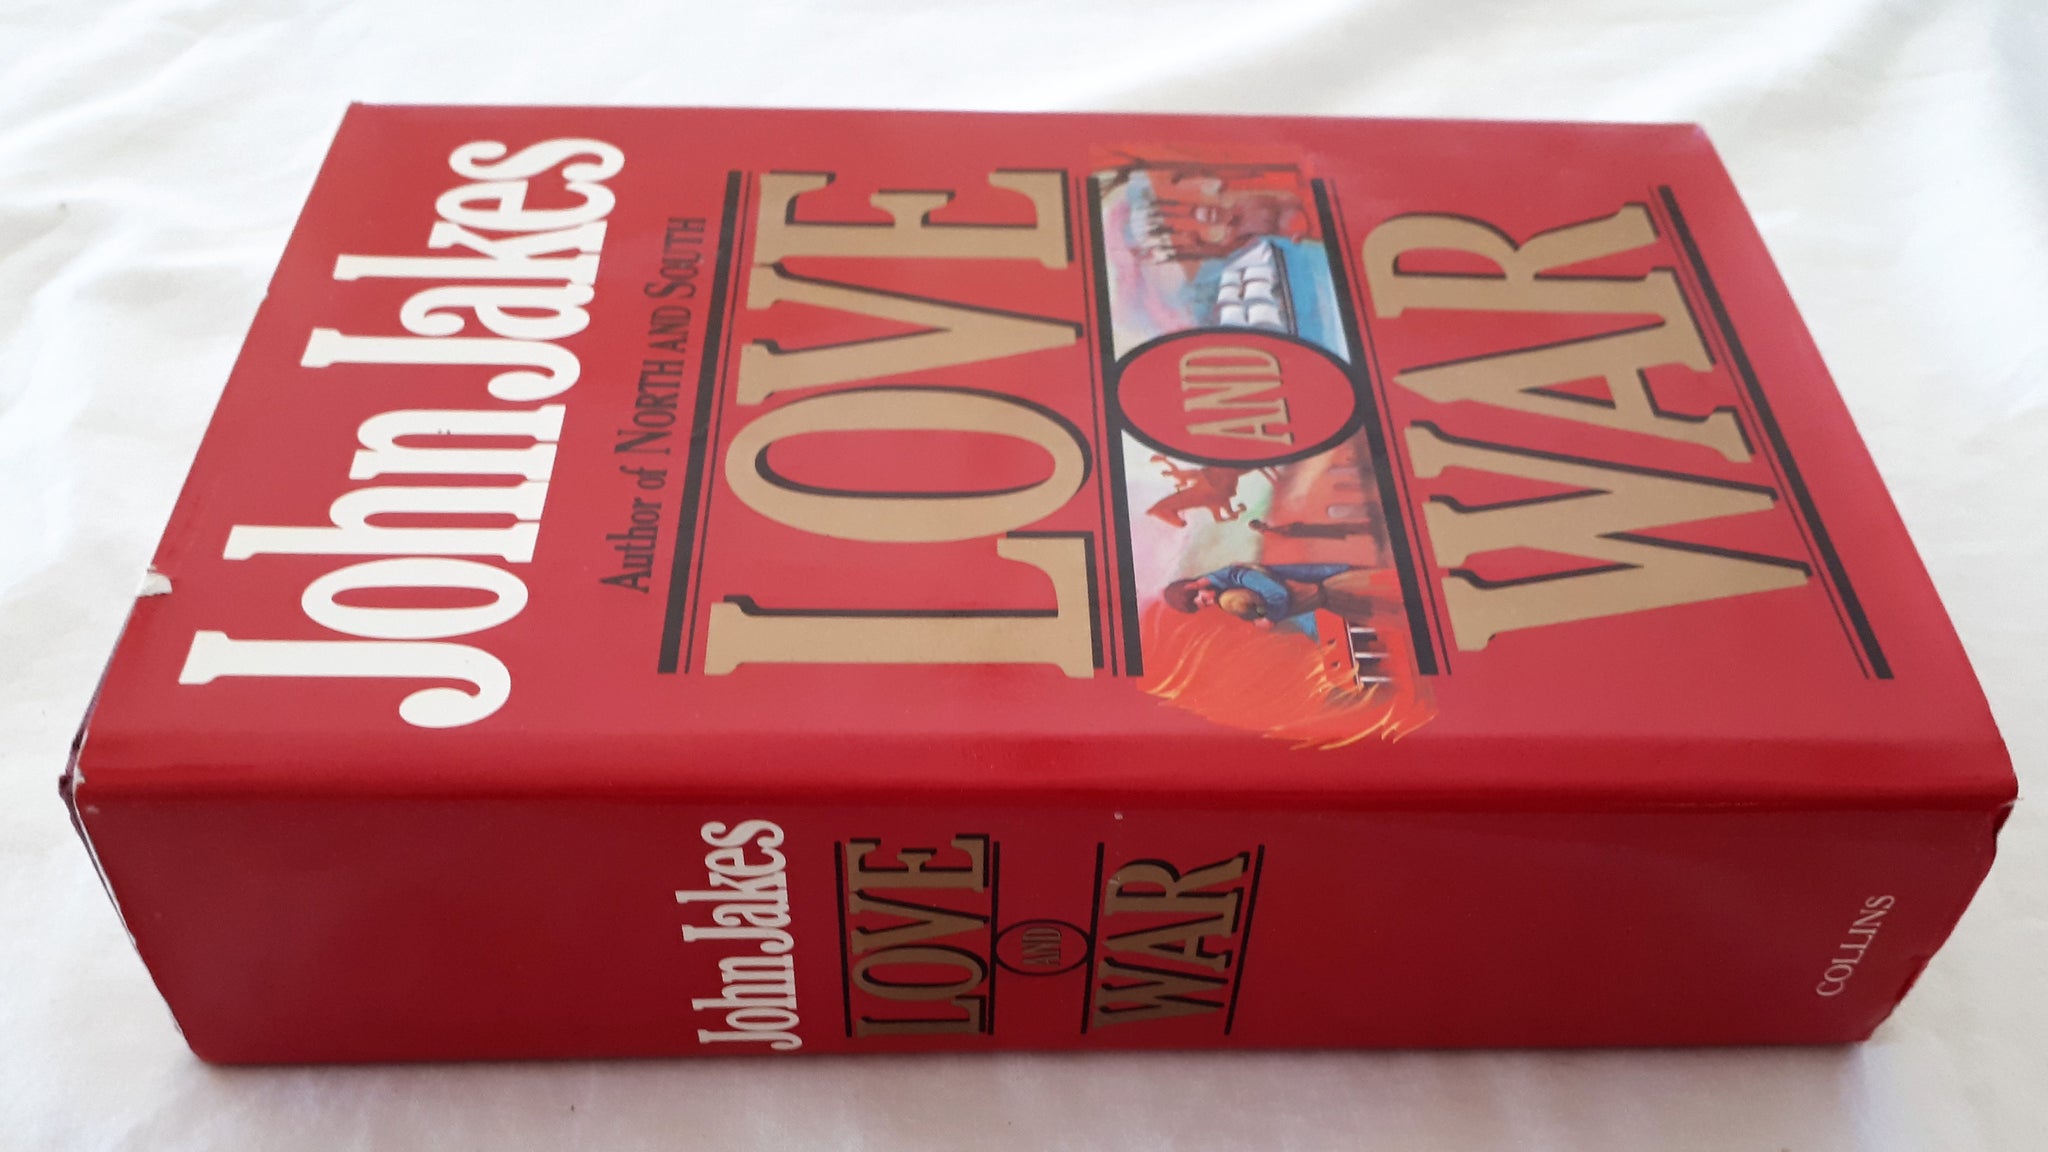 John Jakes
Author of NORTH AND SOUTH
LOVE
AND
WAR
John Jakes
LOVE
AND
WAR
COLLINS